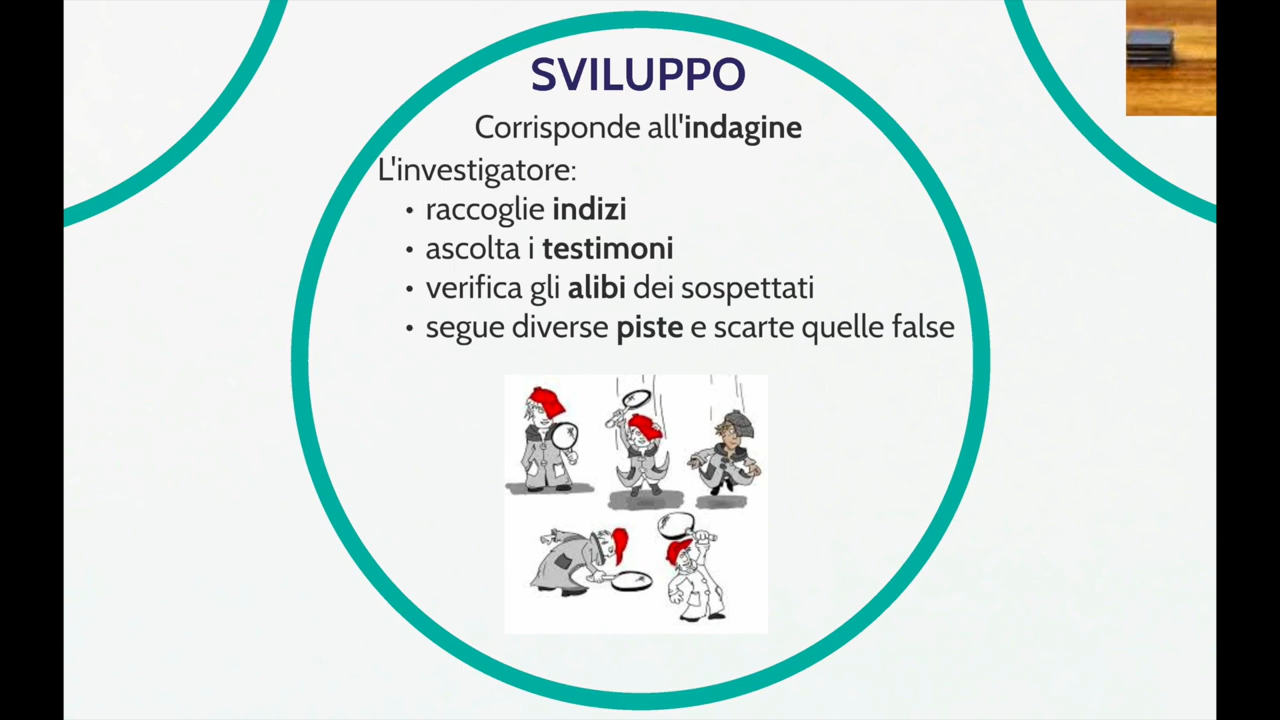 SVILUPPO
Corrisponde all'indagine
L'investigatore:
• raccoglie indizi
• ascolta i testimoni
• verifica gli alibi dei sospettati
• segue diverse piste e scarte quelle false